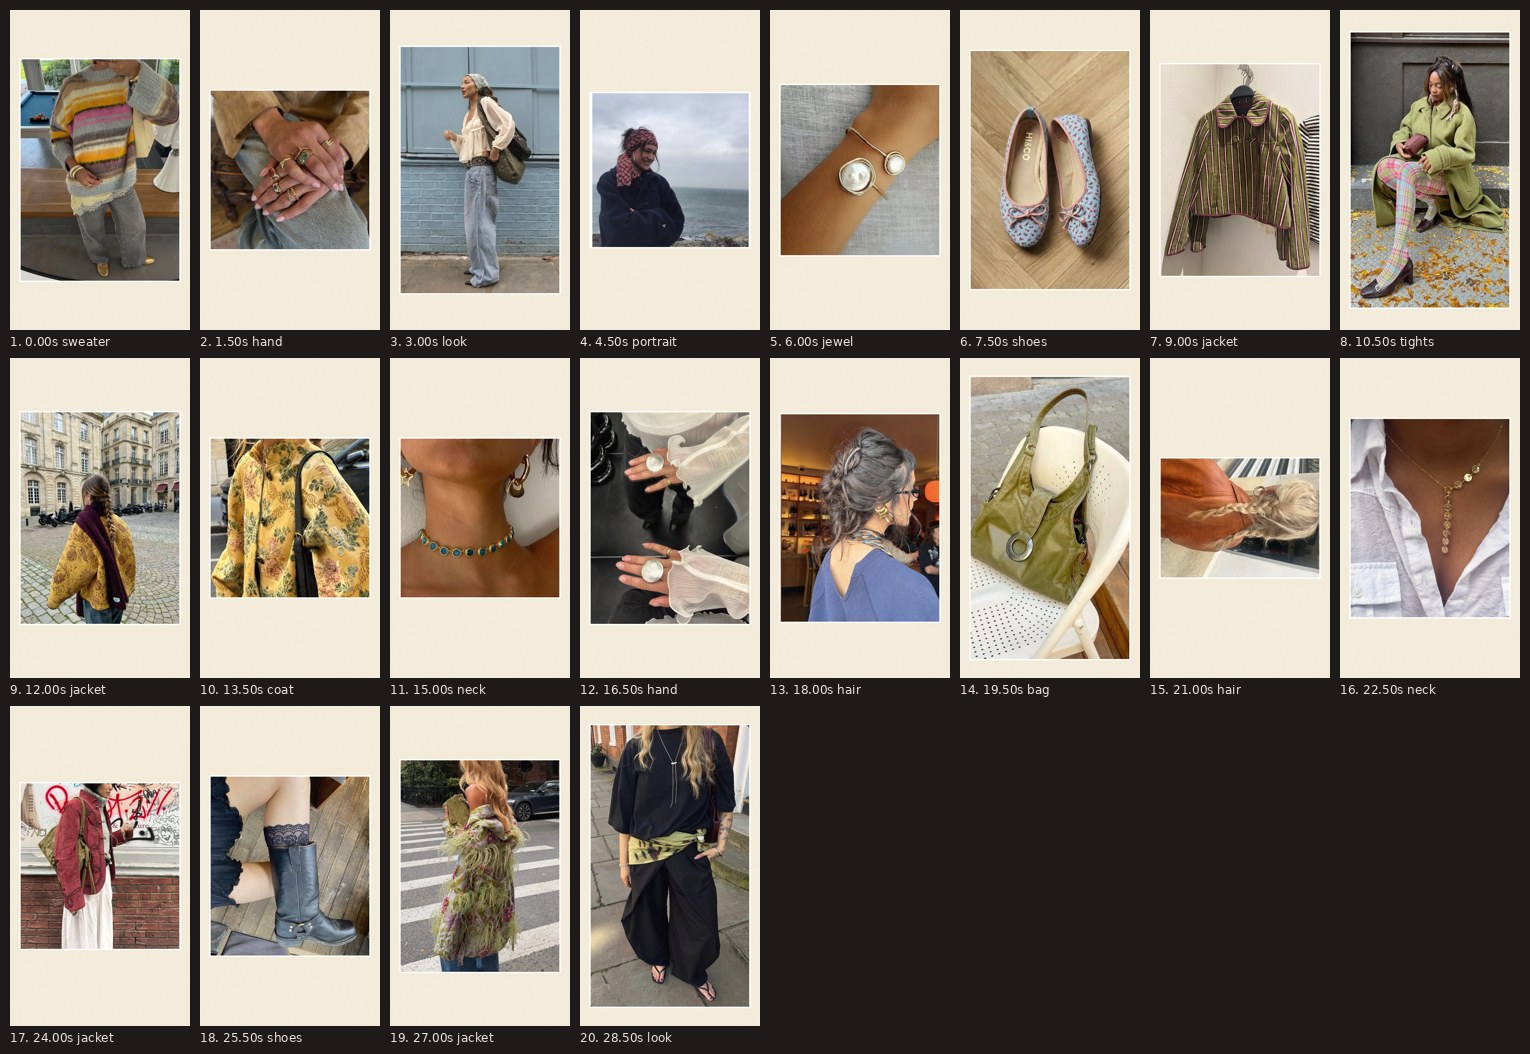 1. 0.00s sweater
2. 1.50s hand
3. 3.00s look
4. 4.50s portrait
5. 6.00s jewel
6. 7.50s shoes
7. 9.00s jacket
8. 10.50s tights
9. 12.00s jacket
10. 13.50s coat
11. 15.00s neck
12. 16.50s hand
13. 18.00s hair
14. 19.50s bag
15. 21.00s hair
16. 22.50s neck
17. 24.00s jacket
18. 25.50s shoes
19. 27.00s jacket
20. 28.50s look